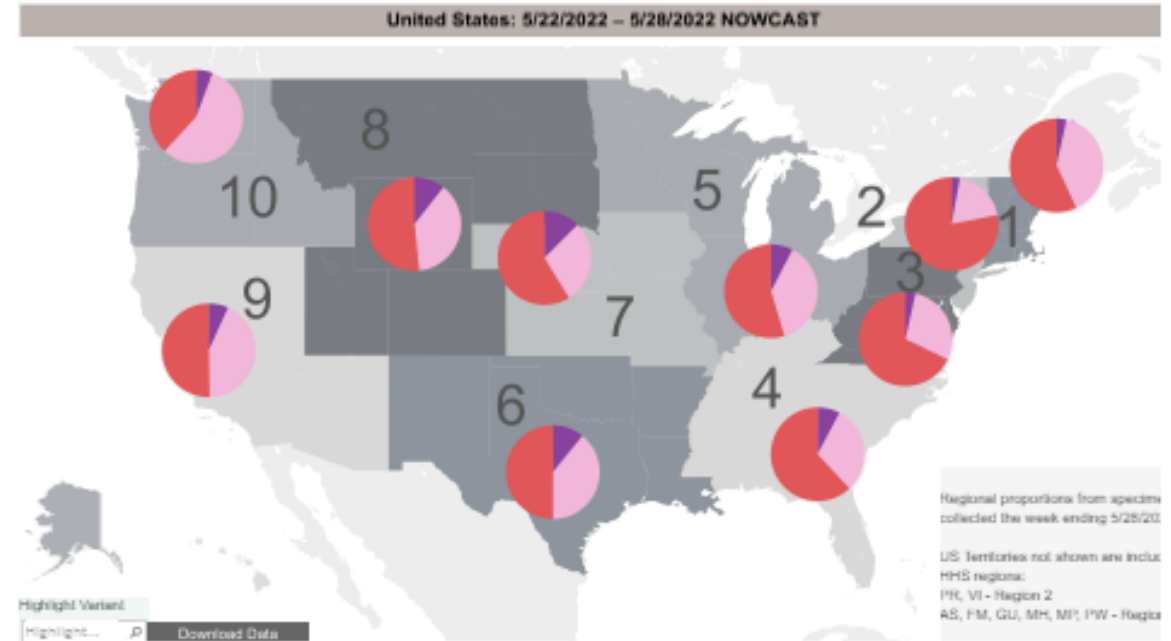 United States: 5/22/2022 – 5/28/2022 NOWCAST
8
10
5
2
1
3
9
7
4
6
Regional proportions from specime
collected the week ending 5/28/20
US Territories not shown are includ
HHS regions:
PR, VI - Region 2
AS, FM, GU, MH, MP, PW - Region
Highlight Variant
Highlight...
Download Data